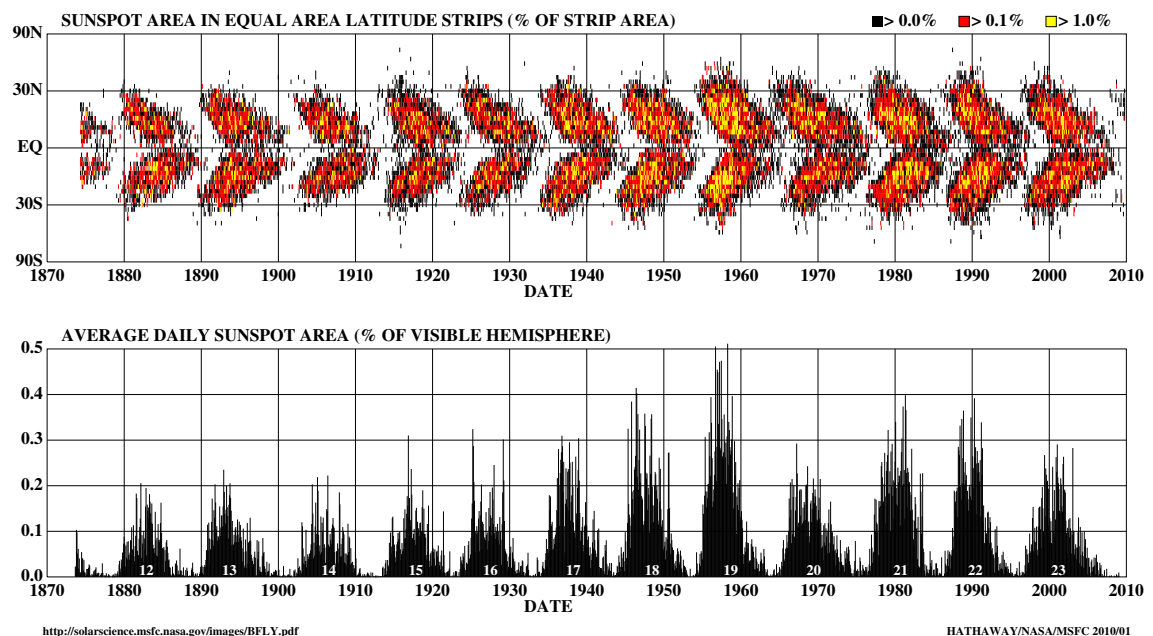 SUNSPOT AREA IN EQUAL AREA LATITUDE STRIPS (% OF STRIP AREA) > 0.0% > 0.1% > 1.0%
90N
30N
EQ
30S
90S
1870 1880 1890 1900 1910 1920 1930 1940 1950 1960 1970 1980 1990 2000 2010
DATE
AVERAGE DAILY SUNSPOT AREA (% OF VISIBLE HEMISPHERE)
0.5
0.4
0.3
0.2
0.1
0.0
12 13 14 15 16 17 18 19 20 21 22 23
1870 1880 1890 1900 1910 1920 1930 1940 1950 1960 1970 1980 1990 2000 2010
DATE
http://solarscience.msfc.nasa.gov/images/BFLY.pdf HATHAWAY/NASA/MSFC 2010/01